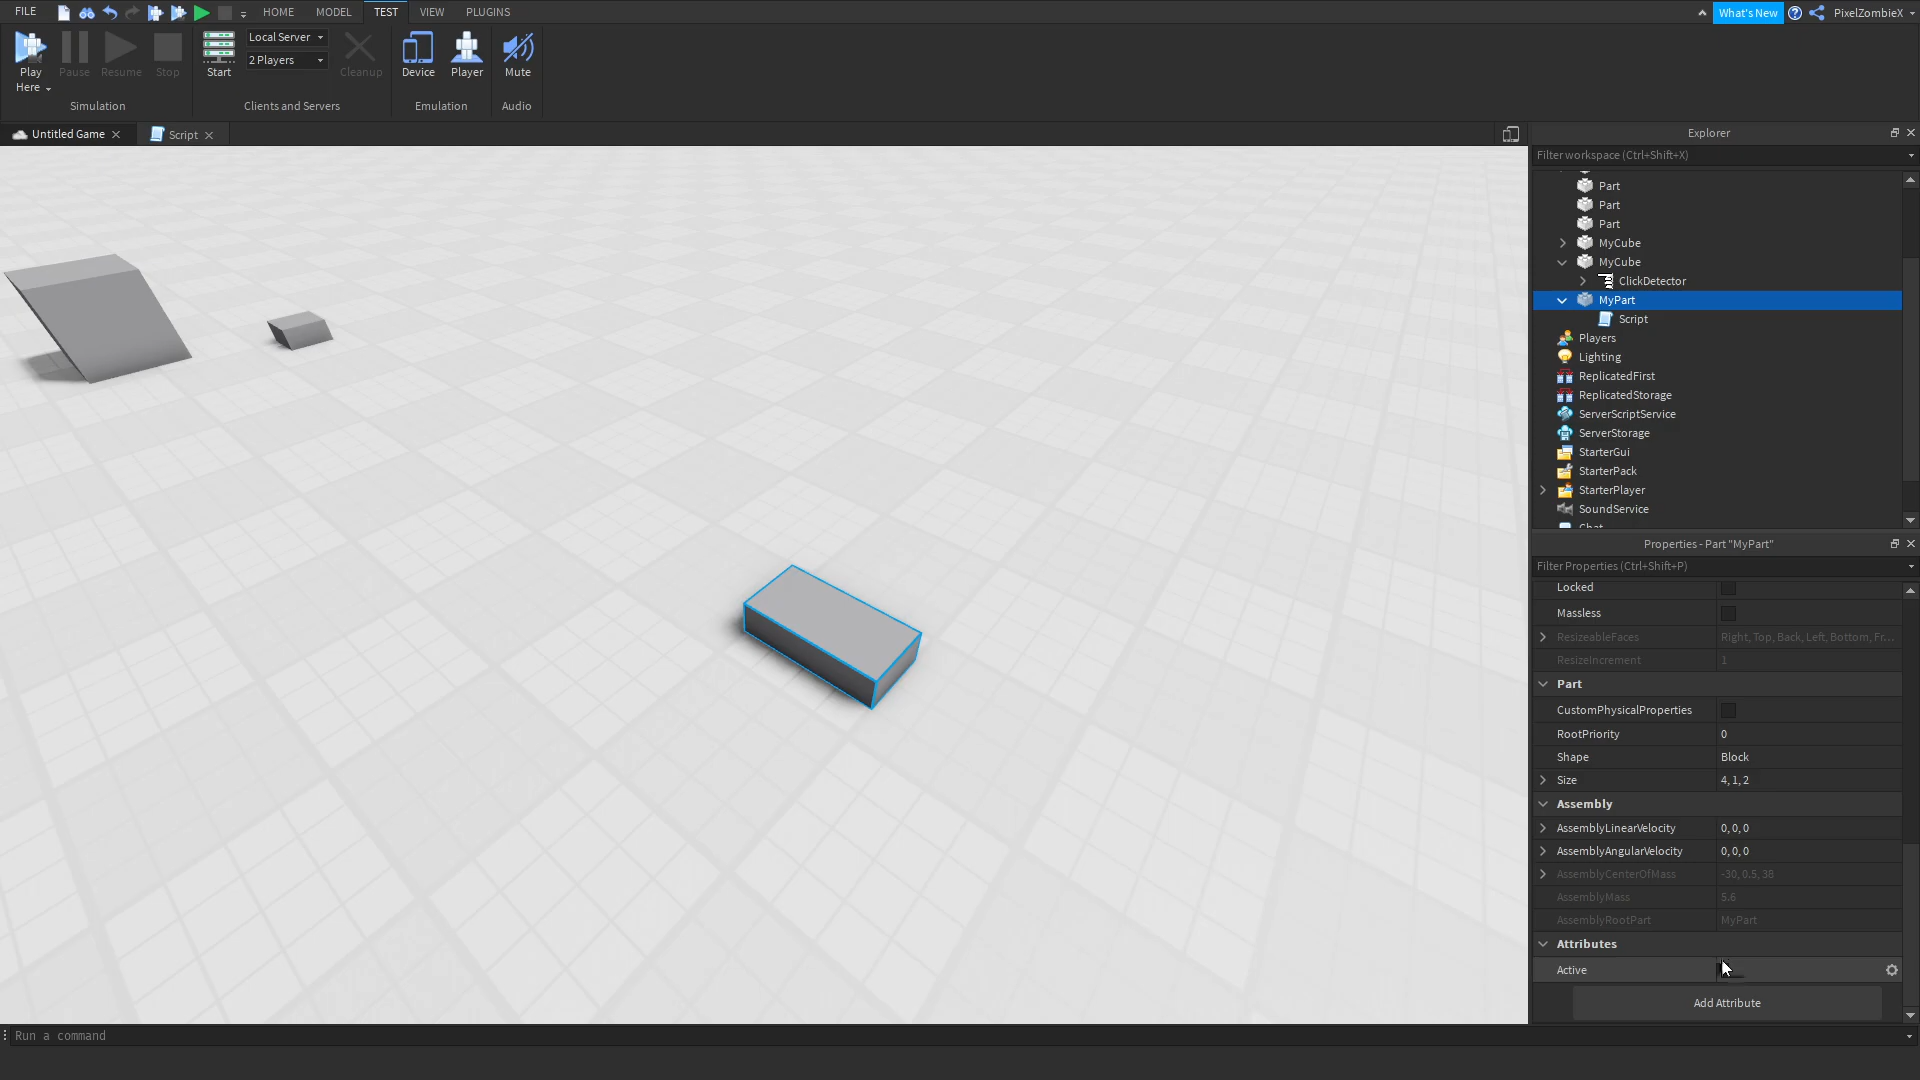 FILE HOME MODEL TEST VIEW PLUGINS What's New PixelZombieX
Play Here Pause Resume Stop Start Local Server 2 Players Cleanup Device Player Mute
Simulation Clients and Servers Emulation Audio
Untitled Game Script
Explorer
Filter workspace (Ctrl+Shift+X)
Part
Part
Part
MyCube
MyCube
ClickDetector
MyPart
Script
Players
Lighting
ReplicatedFirst
ReplicatedStorage
ServerScriptService
ServerStorage
StarterGui
StarterPack
StarterPlayer
SoundService
Chat
Properties - Part "MyPart"
Filter Properties (Ctrl+Shift+P)
Locked
Massless
ResizeableFaces Right, Top, Back, Left, Bottom, Fr...
ResizeIncrement 1
Part
CustomPhysicalProperties
RootPriority 0
Shape Block
Size 4, 1, 2
Assembly
AssemblyLinearVelocity 0, 0, 0
AssemblyAngularVelocity 0, 0, 0
AssemblyCenterOfMass -30, 0.5, 38
AssemblyMass 5.6
AssemblyRootPart MyPart
Attributes
Active
Add Attribute
Run a command